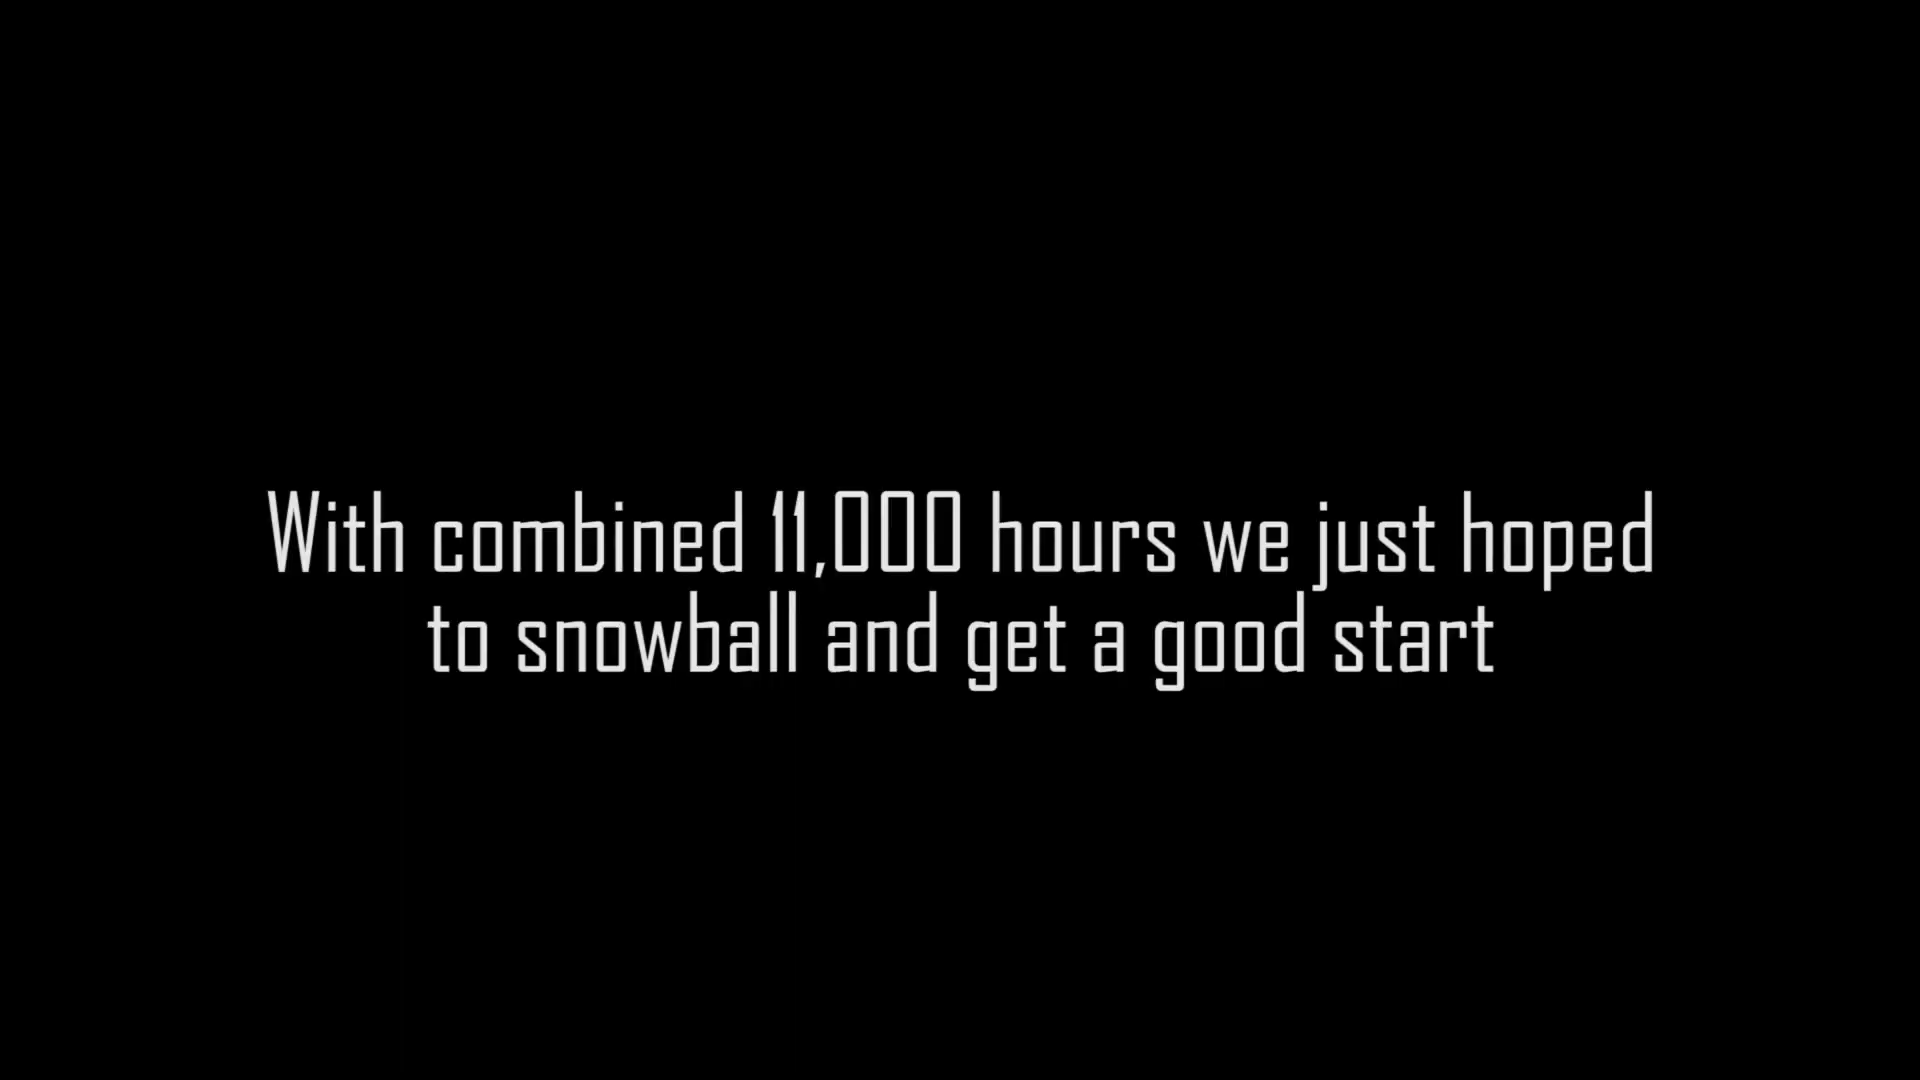 With combined 11,000 hours we just hoped
to snowball and get a good start